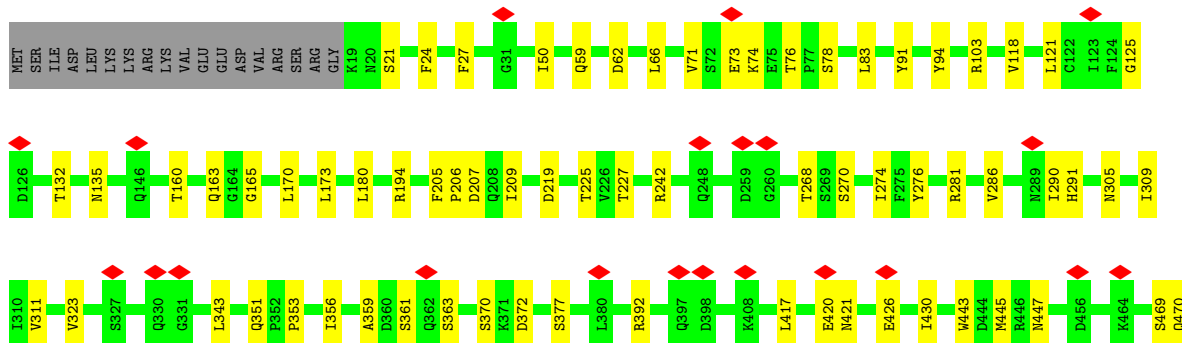 MET SER ILE ASP LEU LYS LYS ARG LYS VAL GLU GLU ASP VAL ARG SER ARG GLY K19 N20 S21 F24 F27 G31 I50 Q59 D62 L66 V71 S72 E73 K74 E75 T76 P77 S78 L83 Y91 Y94 R103 V118 L121 C122 I123 F124 G125
D126 T132 N135 Q146 T160 Q163 G164 G165 L170 L173 L180 R194 F205 P206 D207 Q208 I209 D219 T225 V226 T227 R242 Q248 D259 G260 T268 S269 S270 I274 F275 Y276 R281 V286 N289 I290 H291 N305 I309
I310 V311 V323 S327 Q330 G331 L343 Q351 P352 P353 I356 A359 D360 S361 Q362 S363 S370 K371 D372 S377 L380 R392 Q397 D398 K408 L417 E420 N421 E426 I430 W443 D444 M445 R446 N447 D456 K464 S469 Q470